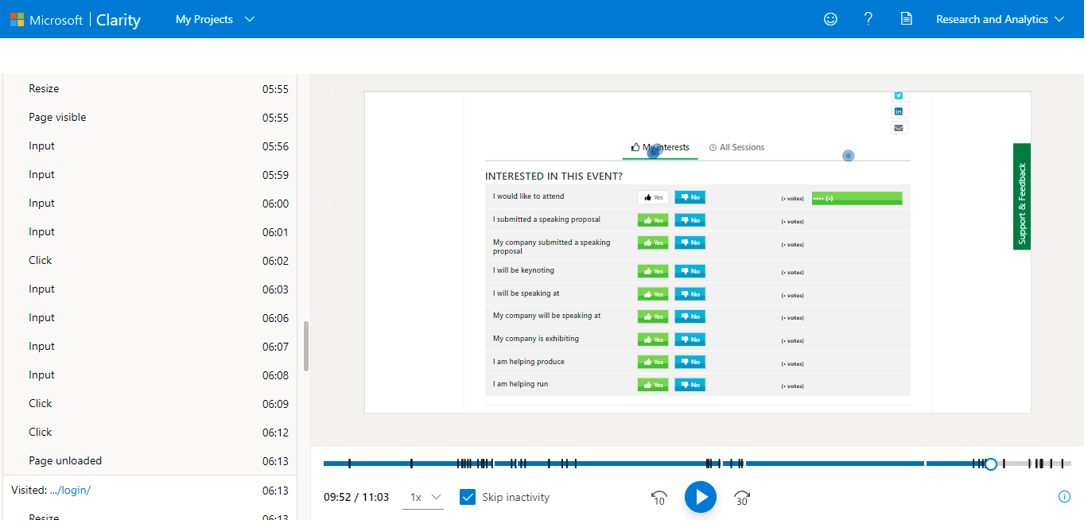 Microsoft | Clarity My Projects ? Research and Analytics
Resize 05:55
Page visible 05:55
Input 05:56
Input 05:59
Input 06:00
Input 06:01
Click 06:02
Input 06:03
Input 06:06
Input 06:07
Input 06:08
Click 06:09
Click 06:12
Page unloaded 06:13
Visited: .../login/ 06:13
Resize 06:13
My Interests All Sessions
INTERESTED IN THIS EVENT?
I would like to attend Yes No (• votes) •••• (•)
I submitted a speaking proposal Yes No (• votes)
My company submitted a speaking
proposal Yes No (• votes)
I will be keynoting Yes No (• votes)
I will be speaking at Yes No (• votes)
My company will be speaking at Yes No (• votes)
My company is exhibiting Yes No (• votes)
I am helping produce Yes No (• votes)
I am helping run Yes No (• votes)
Support & Feedback
09:52 / 11:03 1x Skip inactivity 10 30